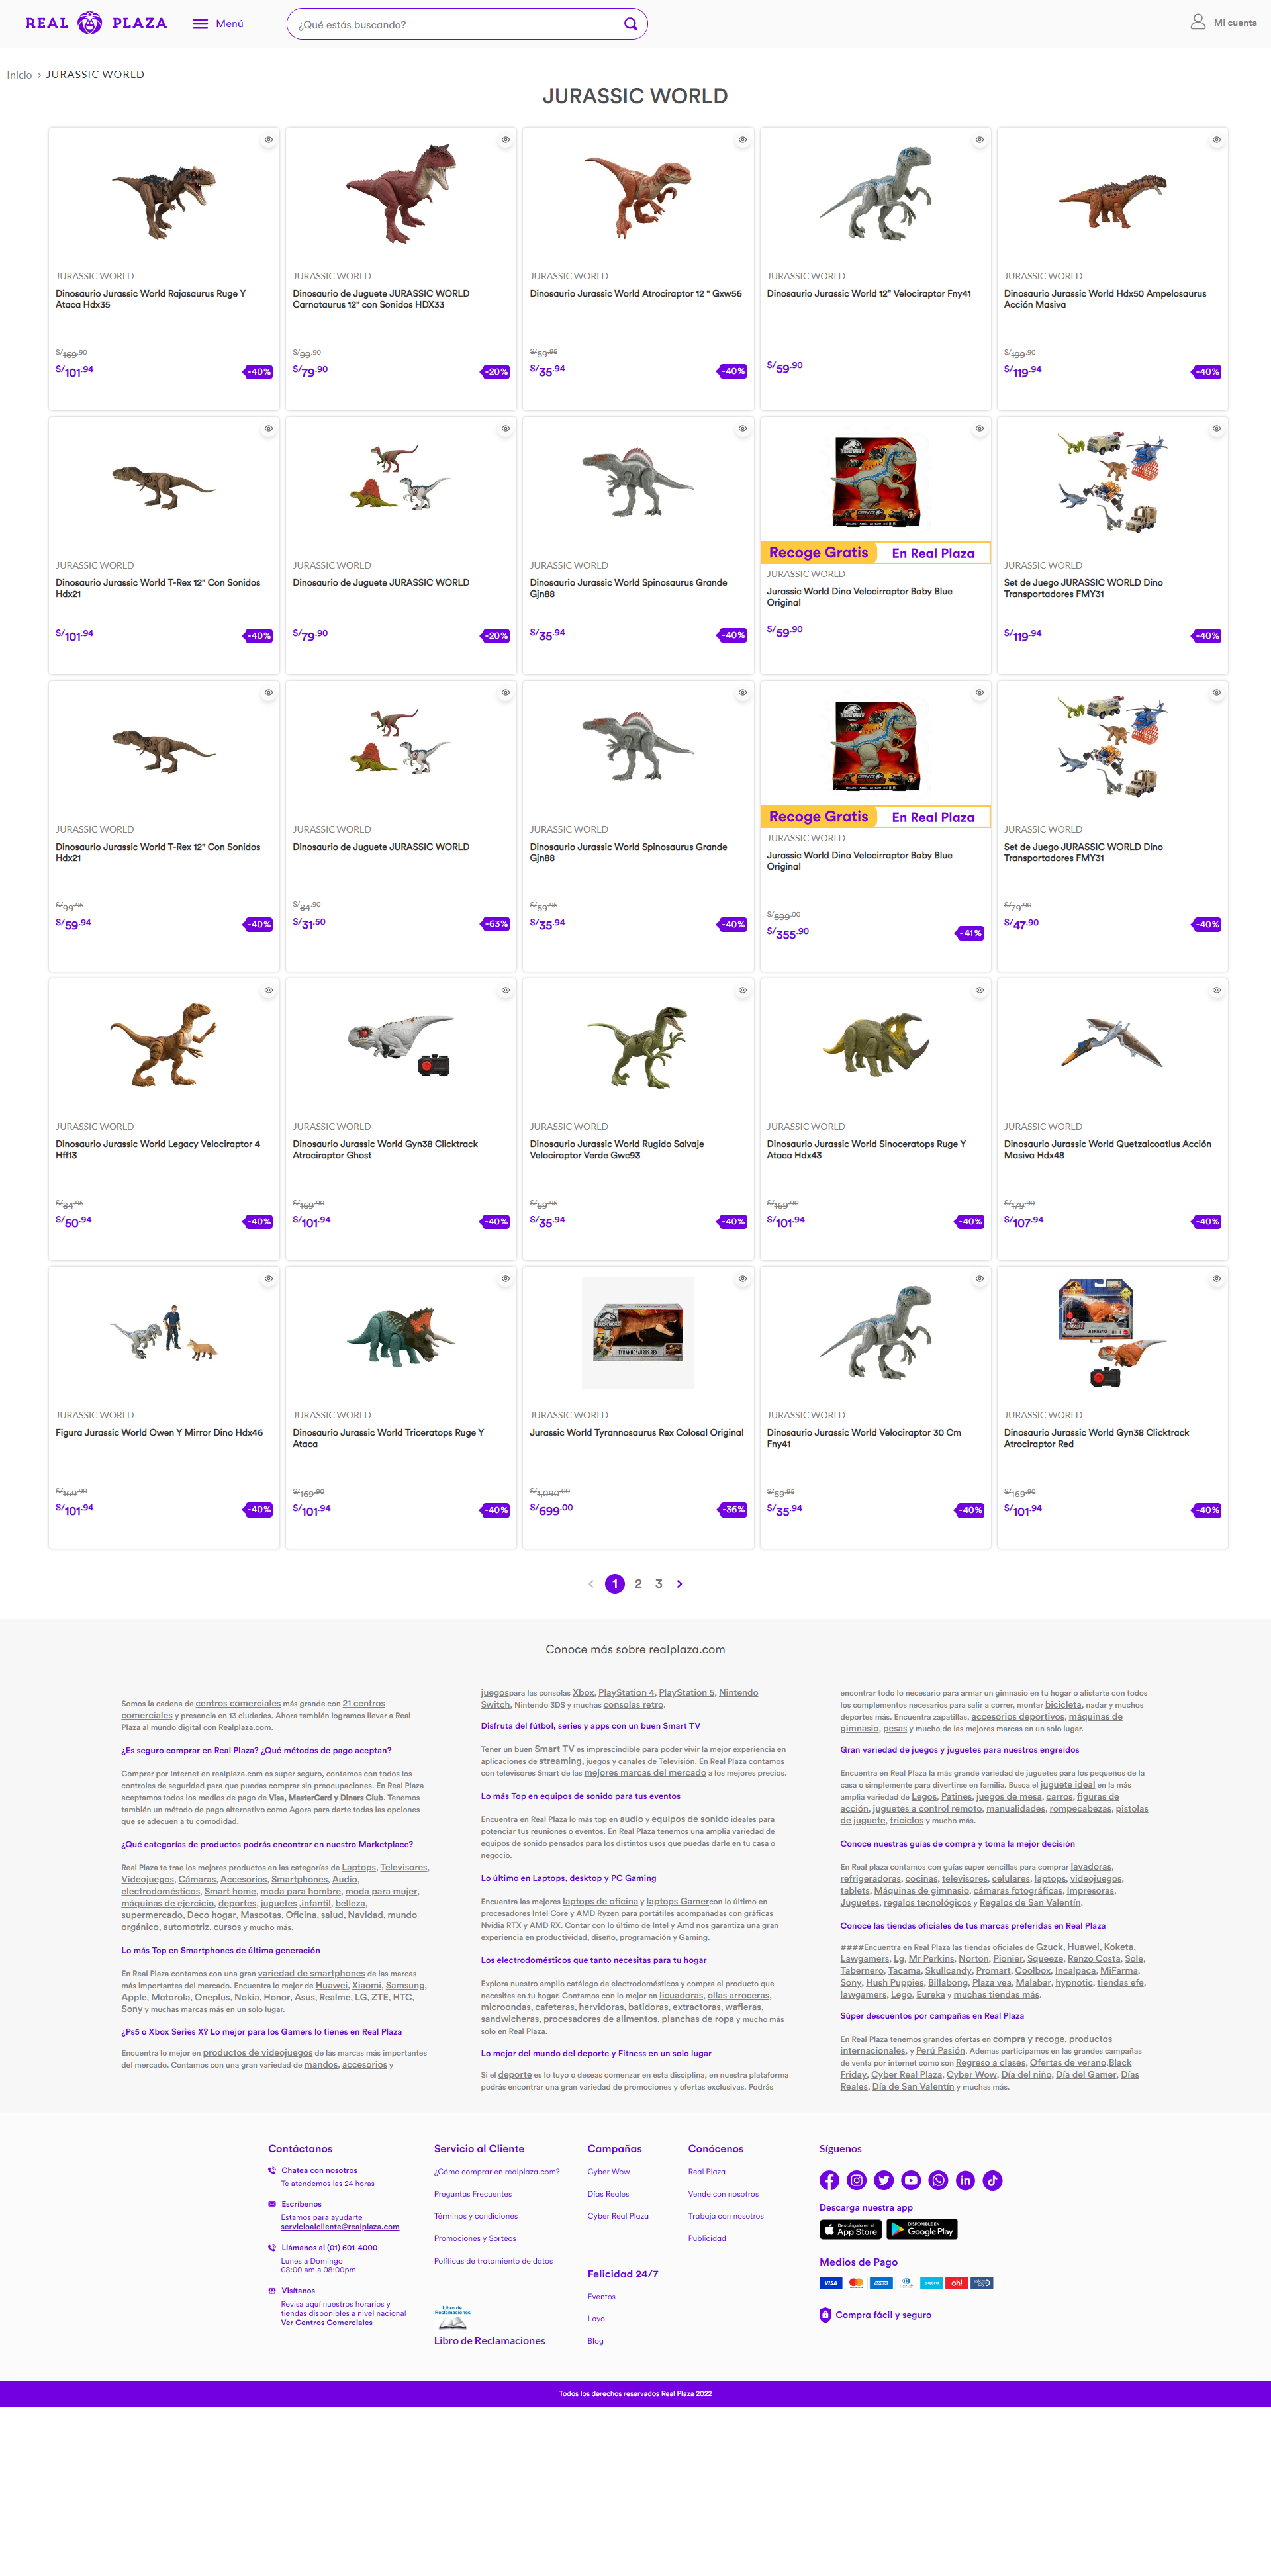 REAL PLAZA
Menú
¿Qué estás buscando?
Mi cuenta
Inicio > JURASSIC WORLD
JURASSIC WORLD
JURASSIC WORLD
Dinosaurio Jurassic World Rajasaurus Ruge Y
Ataca Hdx35
S/169.90
S/101.94
-40%
JURASSIC WORLD
Dinosaurio de Juguete JURASSIC WORLD
Carnotaurus 12" con Sonidos HDX33
S/99.90
S/79.90
-20%
JURASSIC WORLD
Dinosaurio Jurassic World Atrociraptor 12 " Gxw56
S/59.95
S/35.94
-40%
JURASSIC WORLD
Dinosaurio Jurassic World 12” Velociraptor Fny41
S/59.90
JURASSIC WORLD
Dinosaurio Jurassic World Hdx50 Ampelosaurus
Acción Masiva
S/199.90
S/119.94
-40%
JURASSIC WORLD
Dinosaurio Jurassic World T-Rex 12" Con Sonidos
Hdx21
S/101.94
-40%
JURASSIC WORLD
Dinosaurio de Juguete JURASSIC WORLD
S/79.90
-20%
JURASSIC WORLD
Dinosaurio Jurassic World Spinosaurus Grande
Gjn88
S/35.94
-40%
Recoge Gratis En Real Plaza
JURASSIC WORLD
Jurassic World Dino Velocirraptor Baby Blue
Original
S/59.90
JURASSIC WORLD
Set de Juego JURASSIC WORLD Dino
Transportadores FMY31
S/119.94
-40%
JURASSIC WORLD
Dinosaurio Jurassic World T-Rex 12" Con Sonidos
Hdx21
S/99.95
S/59.94
-40%
JURASSIC WORLD
Dinosaurio de Juguete JURASSIC WORLD
S/84.90
S/31.50
-63%
JURASSIC WORLD
Dinosaurio Jurassic World Spinosaurus Grande
Gjn88
S/59.95
S/35.94
-40%
Recoge Gratis En Real Plaza
JURASSIC WORLD
Jurassic World Dino Velocirraptor Baby Blue
Original
S/599.00
S/355.90
-41%
JURASSIC WORLD
Set de Juego JURASSIC WORLD Dino
Transportadores FMY31
S/79.90
S/47.90
-40%
JURASSIC WORLD
Dinosaurio Jurassic World Legacy Velociraptor 4
Hff13
S/84.95
S/50.94
-40%
JURASSIC WORLD
Dinosaurio Jurassic World Gyn38 Clicktrack
Atrociraptor Ghost
S/169.90
S/101.94
-40%
JURASSIC WORLD
Dinosaurio Jurassic World Rugido Salvaje
Velociraptor Verde Gwc93
S/59.95
S/35.94
-40%
JURASSIC WORLD
Dinosaurio Jurassic World Sinoceratops Ruge Y
Ataca Hdx43
S/169.90
S/101.94
-40%
JURASSIC WORLD
Dinosaurio Jurassic World Quetzalcoatlus Acción
Masiva Hdx48
S/179.90
S/107.94
-40%
JURASSIC WORLD
Figura Jurassic World Owen Y Mirror Dino Hdx46
S/169.90
S/101.94
-40%
JURASSIC WORLD
Dinosaurio Jurassic World Triceratops Ruge Y
Ataca
S/169.90
S/101.94
-40%
TYRANNOSAURUS REX
JURASSIC WORLD
Jurassic World Tyrannosaurus Rex Colosal Original
S/1,090.00
S/699.00
-36%
JURASSIC WORLD
Dinosaurio Jurassic World Velociraptor 30 Cm
Fny41
S/59.95
S/35.94
-40%
JURASSIC WORLD
Dinosaurio Jurassic World Gyn38 Clicktrack
Atrociraptor Red
S/169.90
S/101.94
-40%
1 2 3
Conoce más sobre realplaza.com
Somos la cadena de centros comerciales más grande con 21 centros
comerciales y presencia en 13 ciudades. Ahora también logramos llevar a Real
Plaza al mundo digital con Realplaza.com.
¿Es seguro comprar en Real Plaza? ¿Qué métodos de pago aceptan?
Comprar por Internet en realplaza.com es super seguro, contamos con todos los
controles de seguridad para que puedas comprar sin preocupaciones. En Real Plaza
aceptamos todos los medios de pago de Visa, MasterCard y Diners Club. Tenemos
también un método de pago alternativo como Agora para darte todas las opciones
que se adecuen a tu comodidad.
¿Qué categorías de productos podrás encontrar en nuestro Marketplace?
Real Plaza te trae los mejores productos en las categorías de Laptops, Televisores,
Videojuegos, Cámaras, Accesorios, Smartphones, Audio,
electrodomésticos, Smart home, moda para hombre, moda para mujer,
máquinas de ejercicio, deportes, juguetes ,infantil, belleza,
supermercado, Deco hogar, Mascotas, Oficina, salud, Navidad, mundo
orgánico, automotriz, cursos y mucho más.
Lo más Top en Smartphones de última generación
En Real Plaza contamos con una gran variedad de smartphones de las marcas
más importantes del mercado. Encuentra lo mejor de Huawei, Xiaomi, Samsung,
Apple, Motorola, Oneplus, Nokia, Honor, Asus, Realme, LG, ZTE, HTC,
Sony y muchas marcas más en un solo lugar.
¿Ps5 o Xbox Series X? Lo mejor para los Gamers lo tienes en Real Plaza
Encuentra lo mejor en productos de videojuegos de las marcas más importantes
del mercado. Contamos con una gran variedad de mandos, accesorios y
juegospara las consolas Xbox, PlayStation 4, PlayStation 5, Nintendo
Switch, Nintendo 3DS y muchas consolas retro.
Disfruta del fútbol, series y apps con un buen Smart TV
Tener un buen Smart TV es imprescindible para poder vivir la mejor experiencia en
aplicaciones de streaming, juegos y canales de Televisión. En Real Plaza contamos
con televisores Smart de las mejores marcas del mercado a los mejores precios.
Lo más Top en equipos de sonido para tus eventos
Encuentra en Real Plaza lo más top en audio y equipos de sonido ideales para
potenciar tus reuniones o eventos. En Real Plaza tenemos una amplia variedad de
equipos de sonido pensados para los distintos usos que puedas darle en tu casa o
negocio.
Lo último en Laptops, desktop y PC Gaming
Encuentra las mejores laptops de oficina y laptops Gamercon lo último en
procesadores Intel Core y AMD Ryzen para portátiles acompañadas con gráficas
Nvidia RTX y AMD RX. Contar con lo último de Intel y Amd nos garantiza una gran
experiencia en productividad, diseño, programación y Gaming.
Los electrodomésticos que tanto necesitas para tu hogar
Explora nuestro amplio catálogo de electrodomésticos y compra el producto que
necesites en tu hogar. Contamos con lo mejor en licuadoras, ollas arroceras,
microondas, cafeteras, hervidoras, batidoras, extractoras, wafleras,
sandwicheras, procesadores de alimentos, planchas de ropa y mucho más
solo en Real Plaza.
Lo mejor del mundo del deporte y Fitness en un solo lugar
Si el deporte es lo tuyo o deseas comenzar en esta disciplina, en nuestra plataforma
podrás encontrar una gran variedad de promociones y ofertas exclusivas. Podrás
encontrar todo lo necesario para armar un gimnasio en tu hogar o alistarte con todos
los complementos necesarios para salir a correr, montar bicicleta, nadar y muchos
deportes más. Encuentra zapatillas, accesorios deportivos, máquinas de
gimnasio, pesas y mucho de las mejores marcas en un solo lugar.
Gran variedad de juegos y juguetes para nuestros engreídos
Encuentra en Real Plaza la más grande variedad de juguetes para los pequeños de la
casa o simplemente para divertirse en familia. Busca el juguete ideal en la más
amplia variedad de Legos, Patines, juegos de mesa, carros, figuras de
acción, juguetes a control remoto, manualidades, rompecabezas, pistolas
de juguete, triciclos y mucho más.
Conoce nuestras guías de compra y toma la mejor decisión
En Real plaza contamos con guías super sencillas para comprar lavadoras,
refrigeradoras, cocinas, televisores, celulares, laptops, videojuegos,
tablets, Máquinas de gimnasio, cámaras fotográficas, Impresoras,
Juguetes, regalos tecnológicos y Regalos de San Valentín.
Conoce las tiendas oficiales de tus marcas preferidas en Real Plaza
####Encuentra en Real Plaza las tiendas oficiales de Gzuck, Huawei, Koketa,
Lawgamers, Lg, Mr Perkins, Norton, Pionier, Squeeze, Renzo Costa, Sole,
Tabernero, Tacama, Skullcandy, Promart, Coolbox, Incalpaca, MiFarma,
Sony, Hush Puppies, Billabong, Plaza vea, Malabar, hypnotic, tiendas efe,
lawgamers, Lego, Eureka y muchas tiendas más.
Súper descuentos por campañas en Real Plaza
En Real Plaza tenemos grandes ofertas en compra y recoge, productos
internacionales, y Perú Pasión. Ademas participamos en las grandes campañas
de venta por internet como son Regreso a clases, Ofertas de verano,Black
Friday, Cyber Real Plaza, Cyber Wow, Día del niño, Día del Gamer, Días
Reales, Día de San Valentín y muchas más.
Contáctanos
Chatea con nosotros
Te atendemos las 24 horas
Escríbenos
Estamos para ayudarte
servicioalcliente@realplaza.com
Llámanos al (01) 601-4000
Lunes a Domingo
08:00 am a 08:00pm
Visítanos
Revisa aquí nuestros horarios y
tiendas disponibles a nivel nacional
Ver Centros Comerciales
Servicio al Cliente
¿Cómo comprar en realplaza.com?
Preguntas Frecuentes
Términos y condiciones
Promociones y Sorteos
Políticas de tratamiento de datos
Libro de
Reclamaciones
Libro de Reclamaciones
Campañas
Cyber Wow
Días Reales
Cyber Real Plaza
Felicidad 24/7
Eventos
Layo
Blog
Conócenos
Real Plaza
Vende con nosotros
Trabaja con nosotros
Publicidad
Síguenos
Descarga nuestra app
App Store
DISPONIBLE EN
Google Play
Medios de Pago
VISA
oh!
Compra fácil y seguro
Todos los derechos reservados Real Plaza 2022